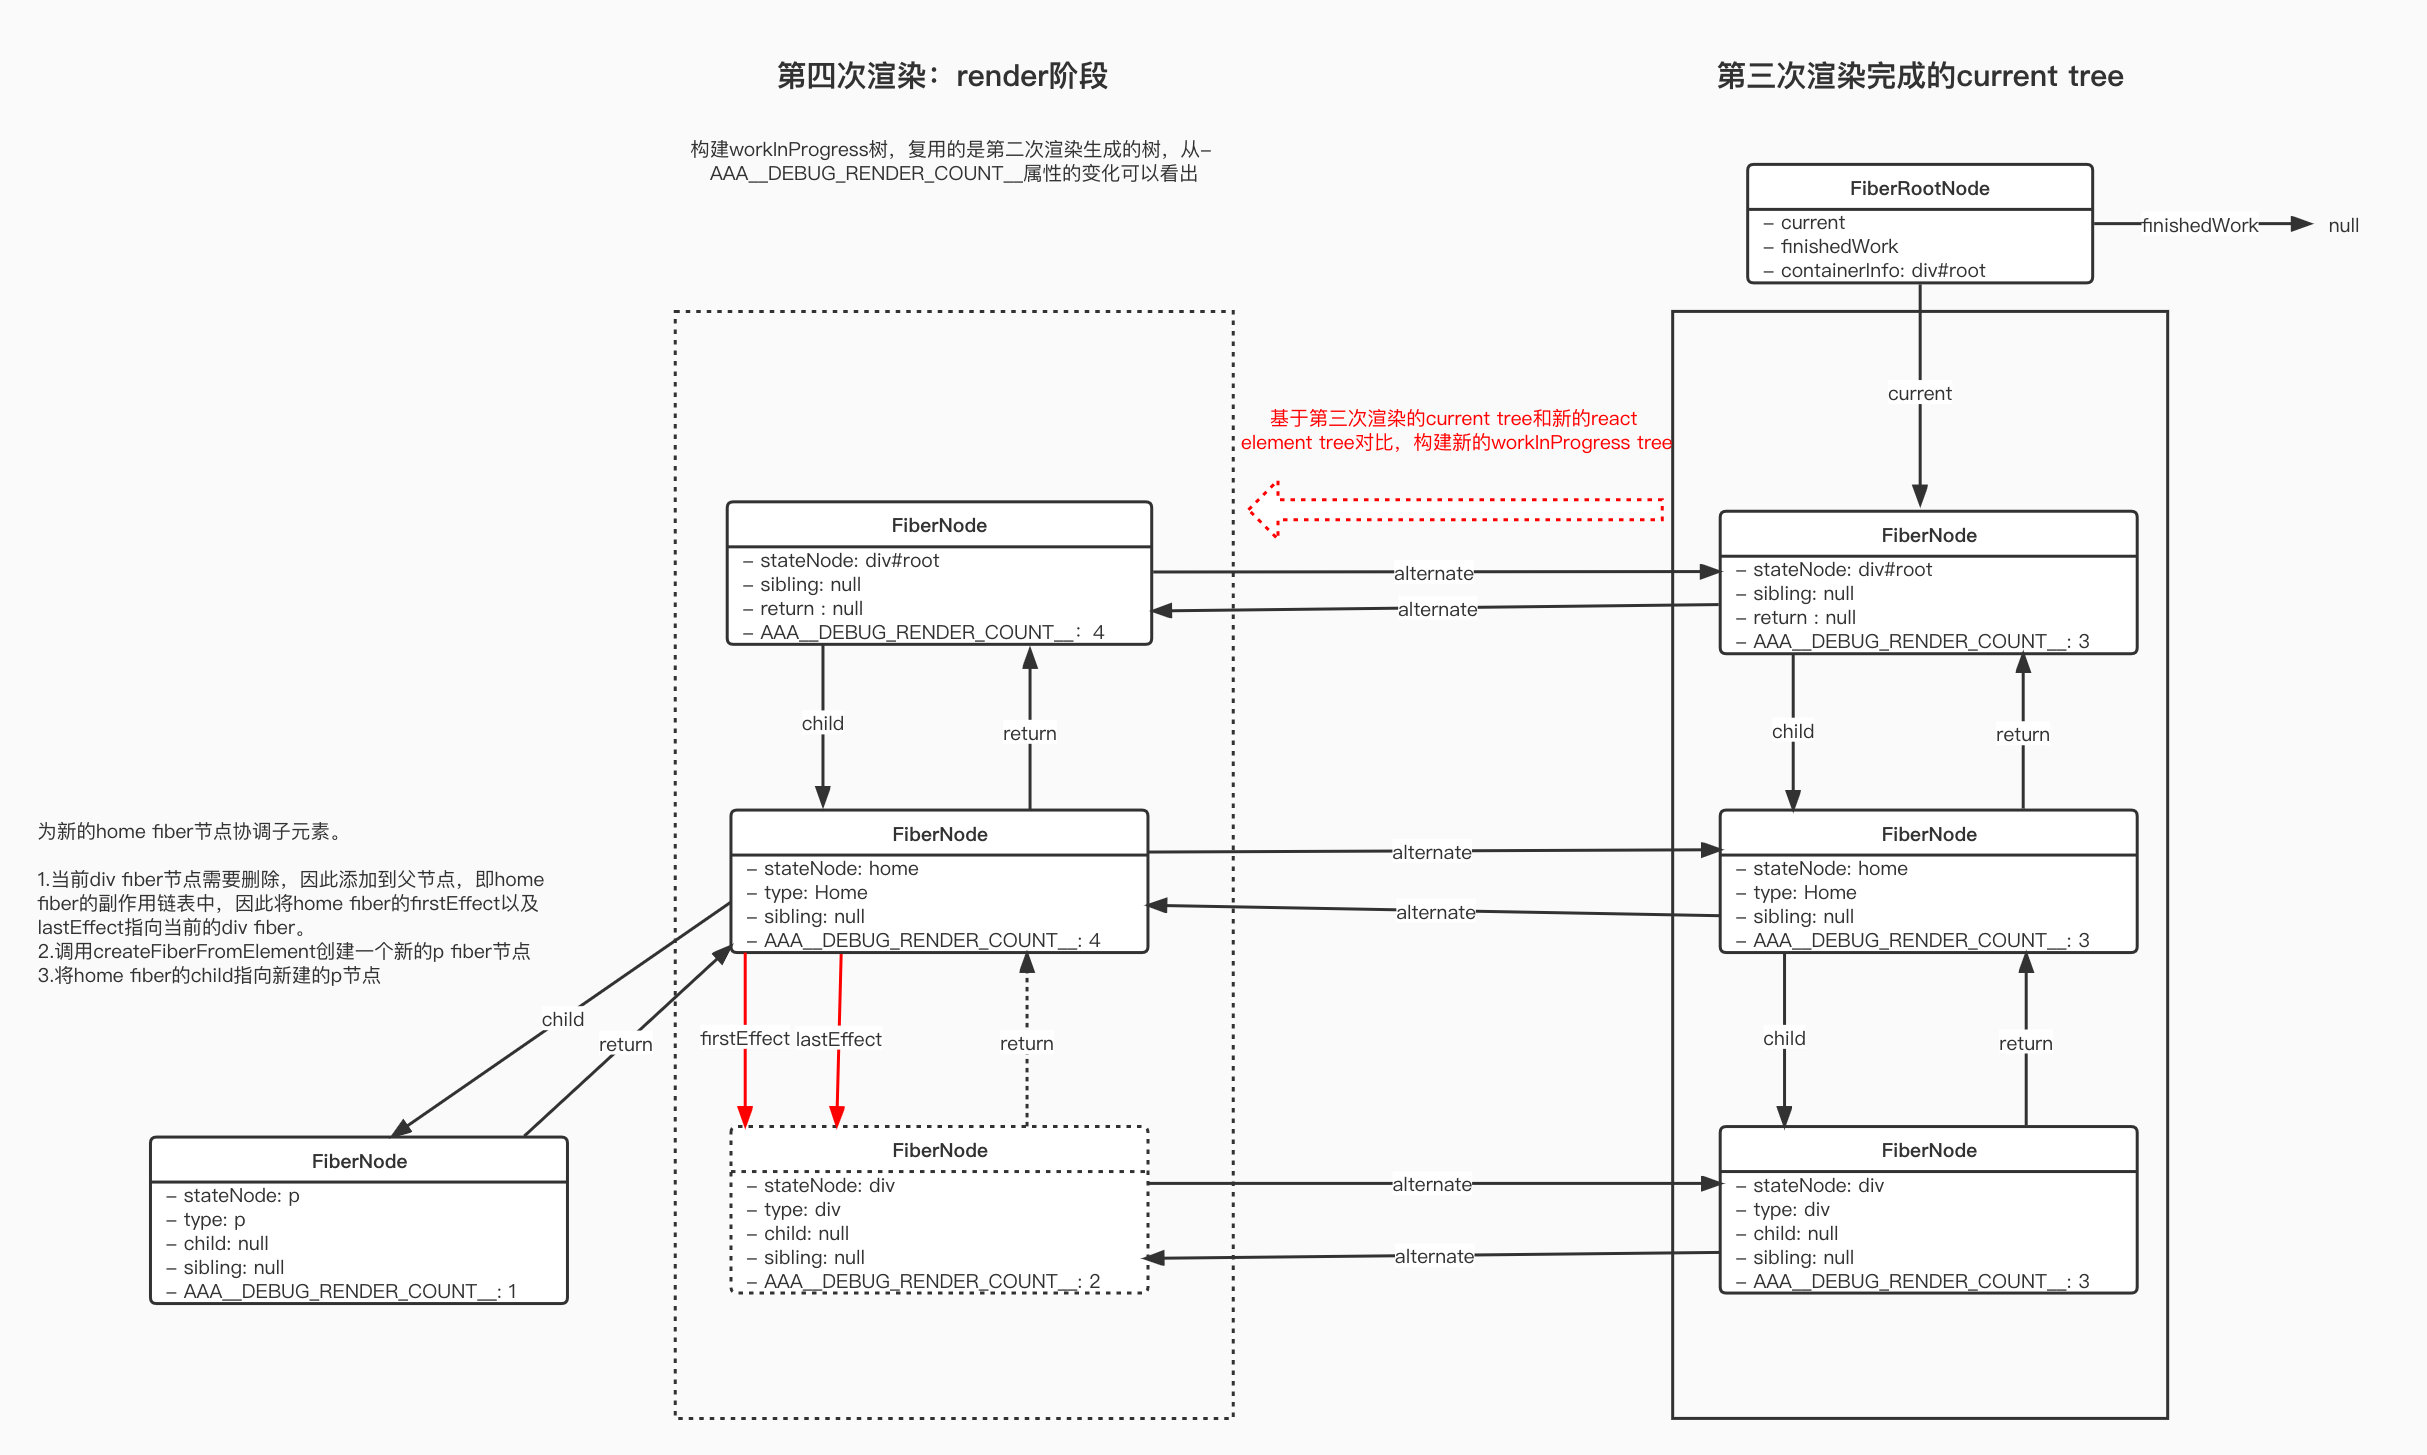 第四次渲染：render阶段
第三次渲染完成的current tree
构建workInProgress树，复用的是第二次渲染生成的树，从-
AAA__DEBUG_RENDER_COUNT__属性的变化可以看出
FiberRootNode
- current
- finishedWork
- containerInfo: div#root
finishedWork
null
current
基于第三次渲染的current tree和新的react
element tree对比，构建新的workInProgress tree
FiberNode
- stateNode: div#root
- sibling: null
- return : null
- AAA__DEBUG_RENDER_COUNT__：4
alternate
alternate
FiberNode
- stateNode: div#root
- sibling: null
- return : null
- AAA__DEBUG_RENDER_COUNT__: 3
child
return
child
return
为新的home fiber节点协调子元素。
1.当前div fiber节点需要删除，因此添加到父节点，即home
fiber的副作用链表中，因此将home fiber的firstEffect以及
lastEffect指向当前的div fiber。
2.调用createFiberFromElement创建一个新的p fiber节点
3.将home fiber的child指向新建的p节点
FiberNode
- stateNode: home
- type: Home
- sibling: null
- AAA__DEBUG_RENDER_COUNT__: 4
alternate
alternate
FiberNode
- stateNode: home
- type: Home
- sibling: null
- AAA__DEBUG_RENDER_COUNT__: 3
child
return
firstEffect
lastEffect
return
child
return
FiberNode
- stateNode: p
- type: p
- child: null
- sibling: null
- AAA__DEBUG_RENDER_COUNT__: 1
FiberNode
- stateNode: div
- type: div
- child: null
- sibling: null
- AAA__DEBUG_RENDER_COUNT__: 2
alternate
alternate
FiberNode
- stateNode: div
- type: div
- child: null
- sibling: null
- AAA__DEBUG_RENDER_COUNT__: 3